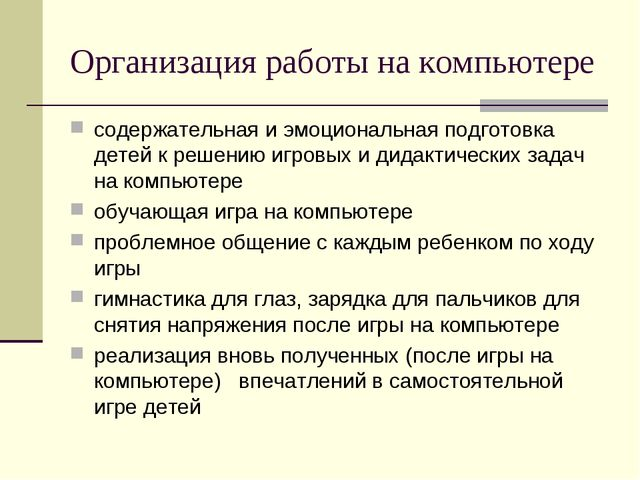 Организация работы на компьютере
содержательная и эмоциональная подготовка
детей к решению игровых и дидактических задач
на компьютере
обучающая игра на компьютере
проблемное общение с каждым ребенком по ходу
игры
гимнастика для глаз, зарядка для пальчиков для
снятия напряжения после игры на компьютере
реализация вновь полученных (после игры на
компьютере)   впечатлений в самостоятельной
игре детей